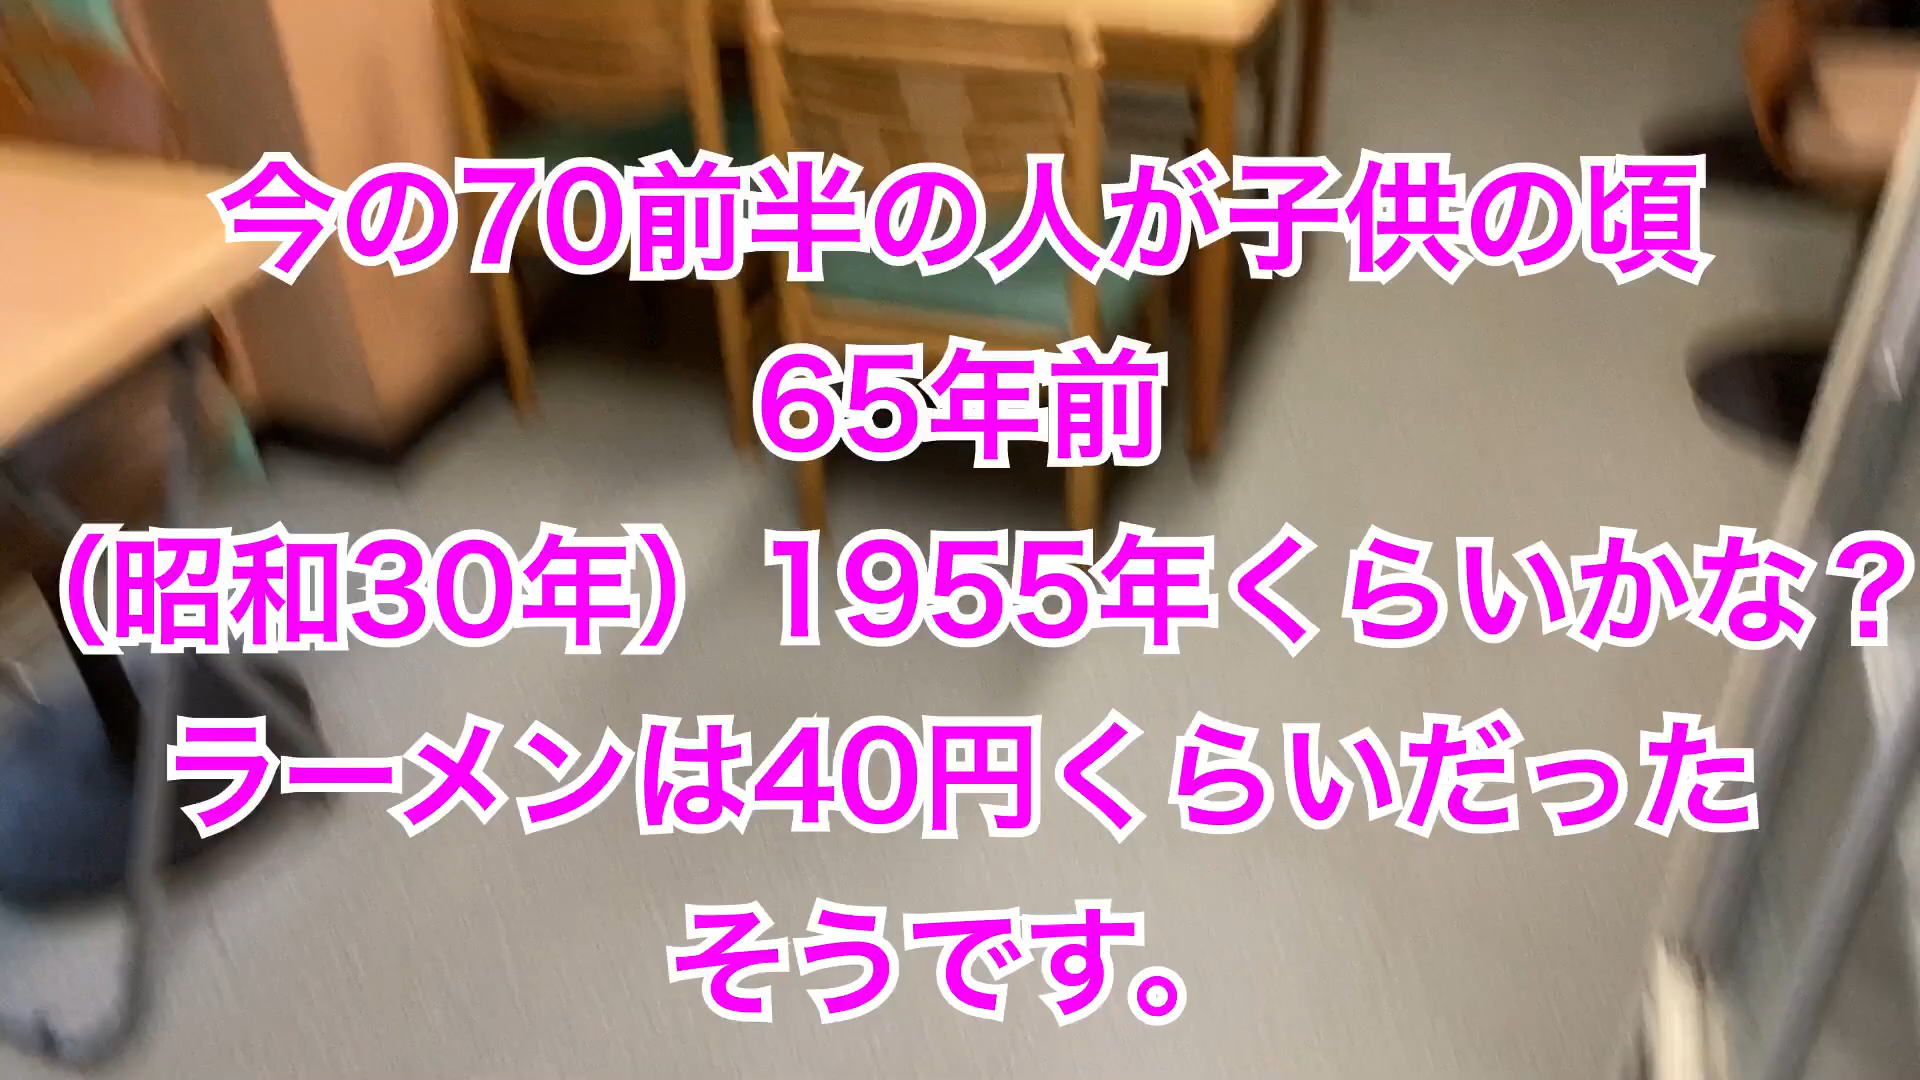 今の70前半の人が子供の頃
65年前
（昭和30年）1955年くらいかな？
ラーメンは40円くらいだった
そうです。